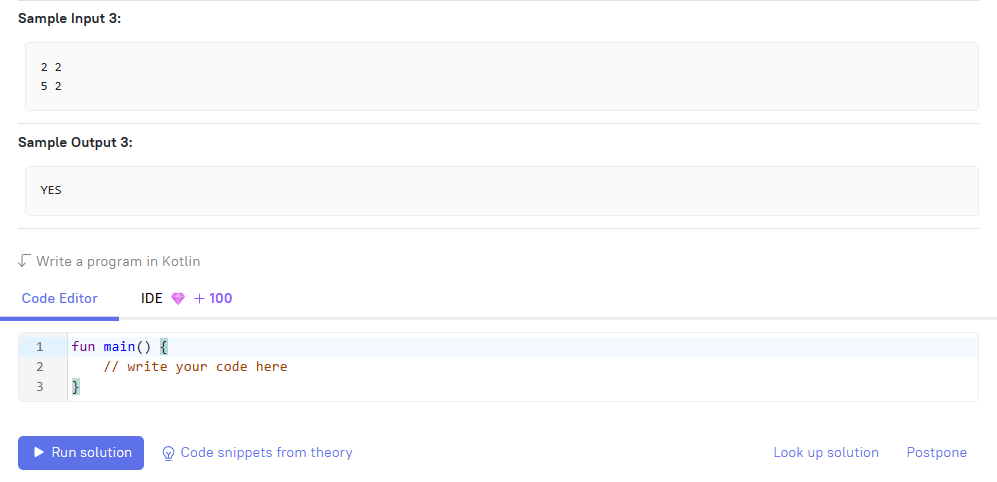 Sample Input 3:
2 2
5 2
Sample Output 3:
YES
Write a program in Kotlin
Code Editor IDE + 100
1 fun main() {
2 // write your code here
3 }
Run solution Code snippets from theory Look up solution Postpone